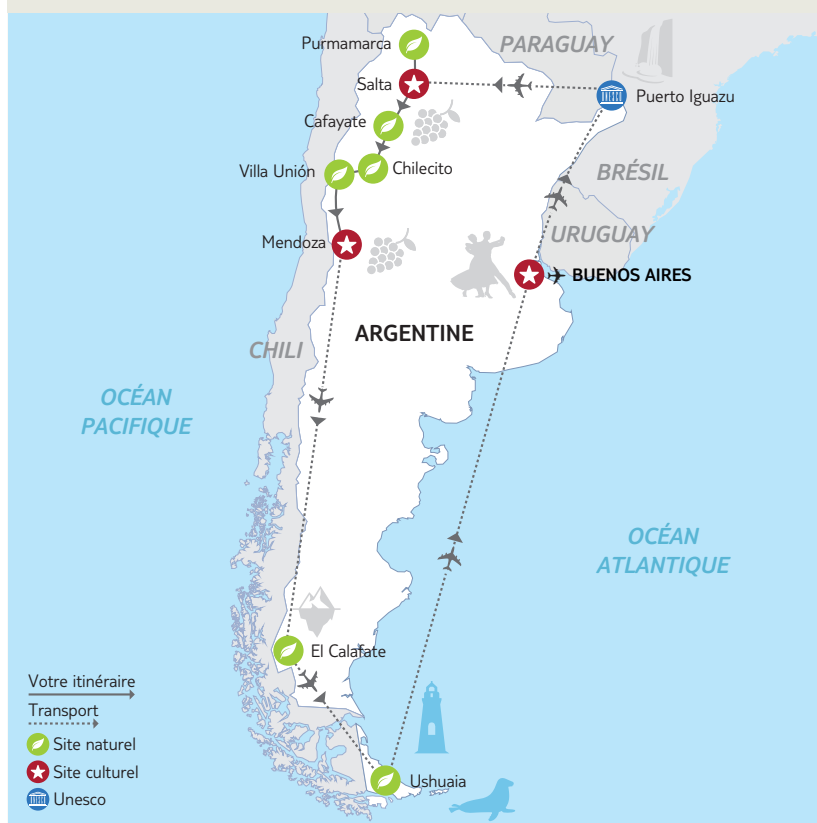 PARAGUAY
Purmamarca
Salta
Puerto Iguazu
Cafayate
Chilecito
Villa Unión
BRÉSIL
URUGUAY
Mendoza
BUENOS AIRES
ARGENTINE
CHILI
OCÉAN
PACIFIQUE
OCÉAN
ATLANTIQUE
El Calafate
Votre itinéraire
Transport
Site naturel
Site culturel
Unesco
Ushuaia